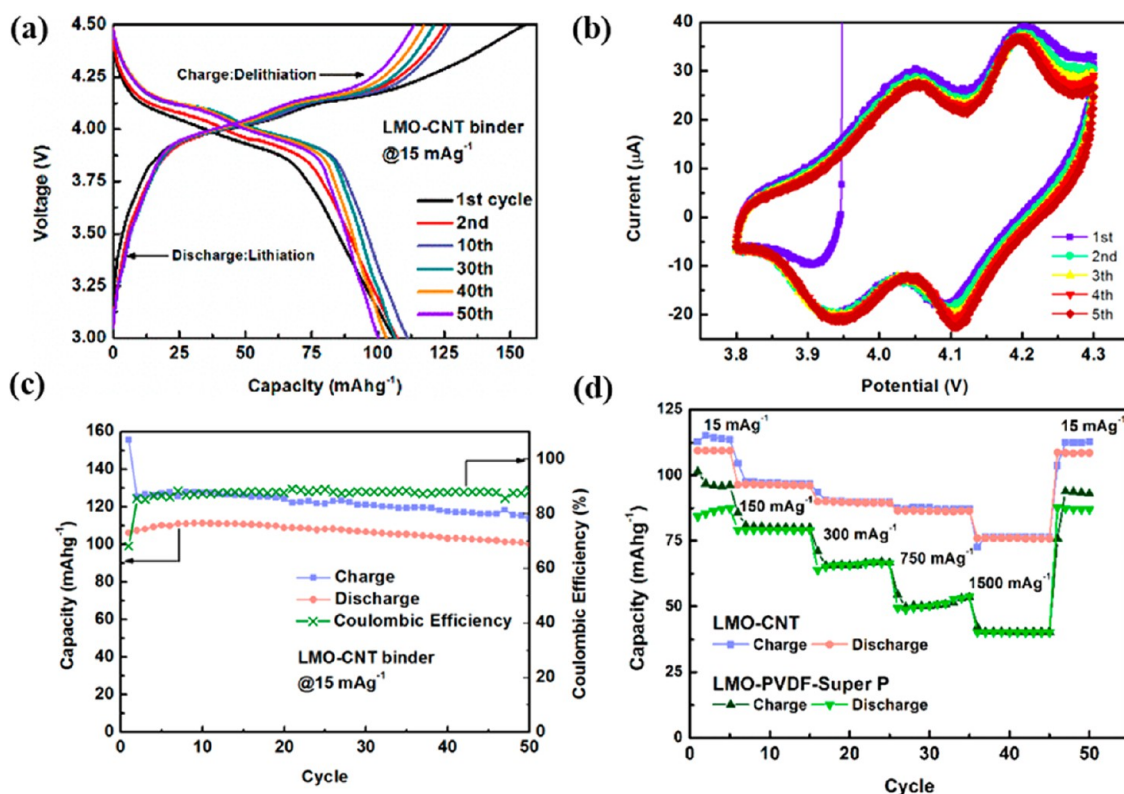 (a)
4.50
4.25
4.00
3.75
3.50
3.25
3.00
Voltage (V)
Charge:Delithiation
LMO-CNT binder
@15 mAg⁻¹
1st cycle
2nd
10th
30th
40th
50th
Discharge:Lithiation
0 25 50 75 100 125 150
Capacity (mAhg⁻¹)
(b)
40
30
20
10
0
-10
-20
Current (μA)
1st
2nd
3th
4th
5th
3.8 3.9 4.0 4.1 4.2 4.3
Potential (V)
(c)
160
140
120
100
80
60
40
20
0
Capacity (mAhg⁻¹)
100
80
60
40
20
0
Coulombic Efficiency (%)
Charge
Discharge
Coulombic Efficiency
LMO-CNT binder
@15 mAg⁻¹
0 10 20 30 40 50
Cycle
(d)
125
100
75
50
25
0
Capacity (mAhg⁻¹)
15 mAg⁻¹
15 mAg⁻¹
150 mAg⁻¹
300 mAg⁻¹
750 mAg⁻¹
1500 mAg⁻¹
LMO-CNT
Charge Discharge
LMO-PVDF-Super P
Charge Discharge
0 10 20 30 40 50
Cycle